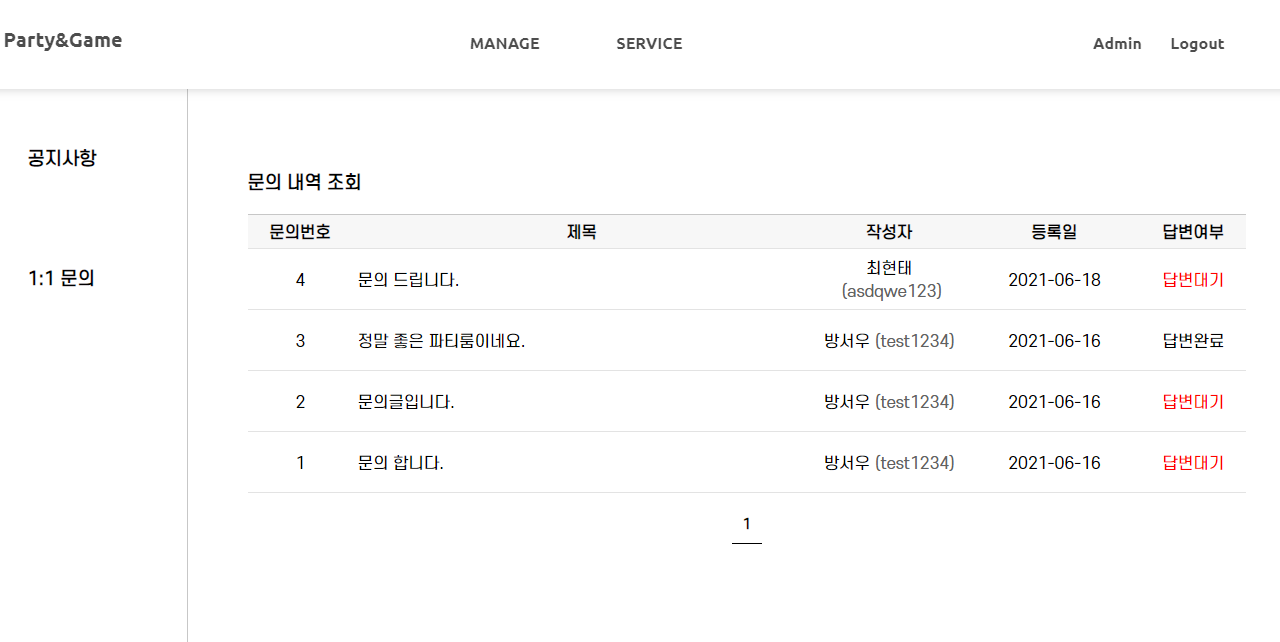 Party&Game MANAGE SERVICE Admin Logout
공지사항
1:1 문의
문의 내역 조회
문의번호 제목 작성자 등록일 답변여부
4 문의 드립니다. 최현태 (asdqwe123) 2021-06-18 답변대기
3 정말 좋은 파티룸이네요. 방서우 (test1234) 2021-06-16 답변완료
2 문의글입니다. 방서우 (test1234) 2021-06-16 답변대기
1 문의 합니다. 방서우 (test1234) 2021-06-16 답변대기
1